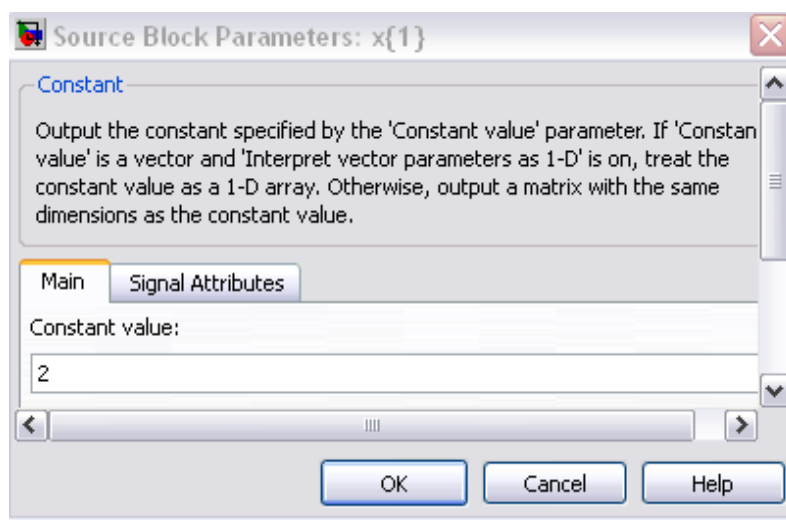 Source Block Parameters: x{1}
Constant
Output the constant specified by the 'Constant value' parameter. If 'Constan
value' is a vector and 'Interpret vector parameters as 1-D' is on, treat the
constant value as a 1-D array. Otherwise, output a matrix with the same
dimensions as the constant value.
Main Signal Attributes
Constant value:
2
OK Cancel Help